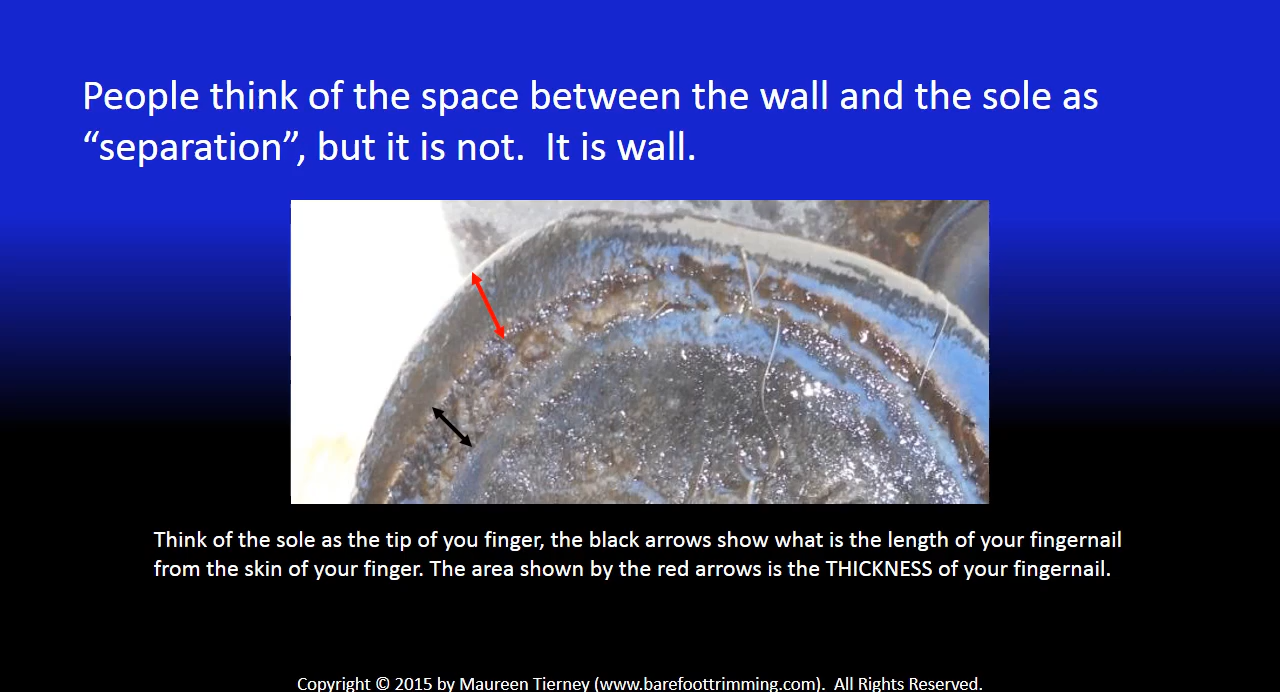 People think of the space between the wall and the sole as
“separation”, but it is not.  It is wall.
Think of the sole as the tip of you finger, the black arrows show what is the length of your fingernail
from the skin of your finger. The area shown by the red arrows is the THICKNESS of your fingernail.
Copyright © 2015 by Maureen Tierney (www.barefoottrimming.com).  All Rights Reserved.